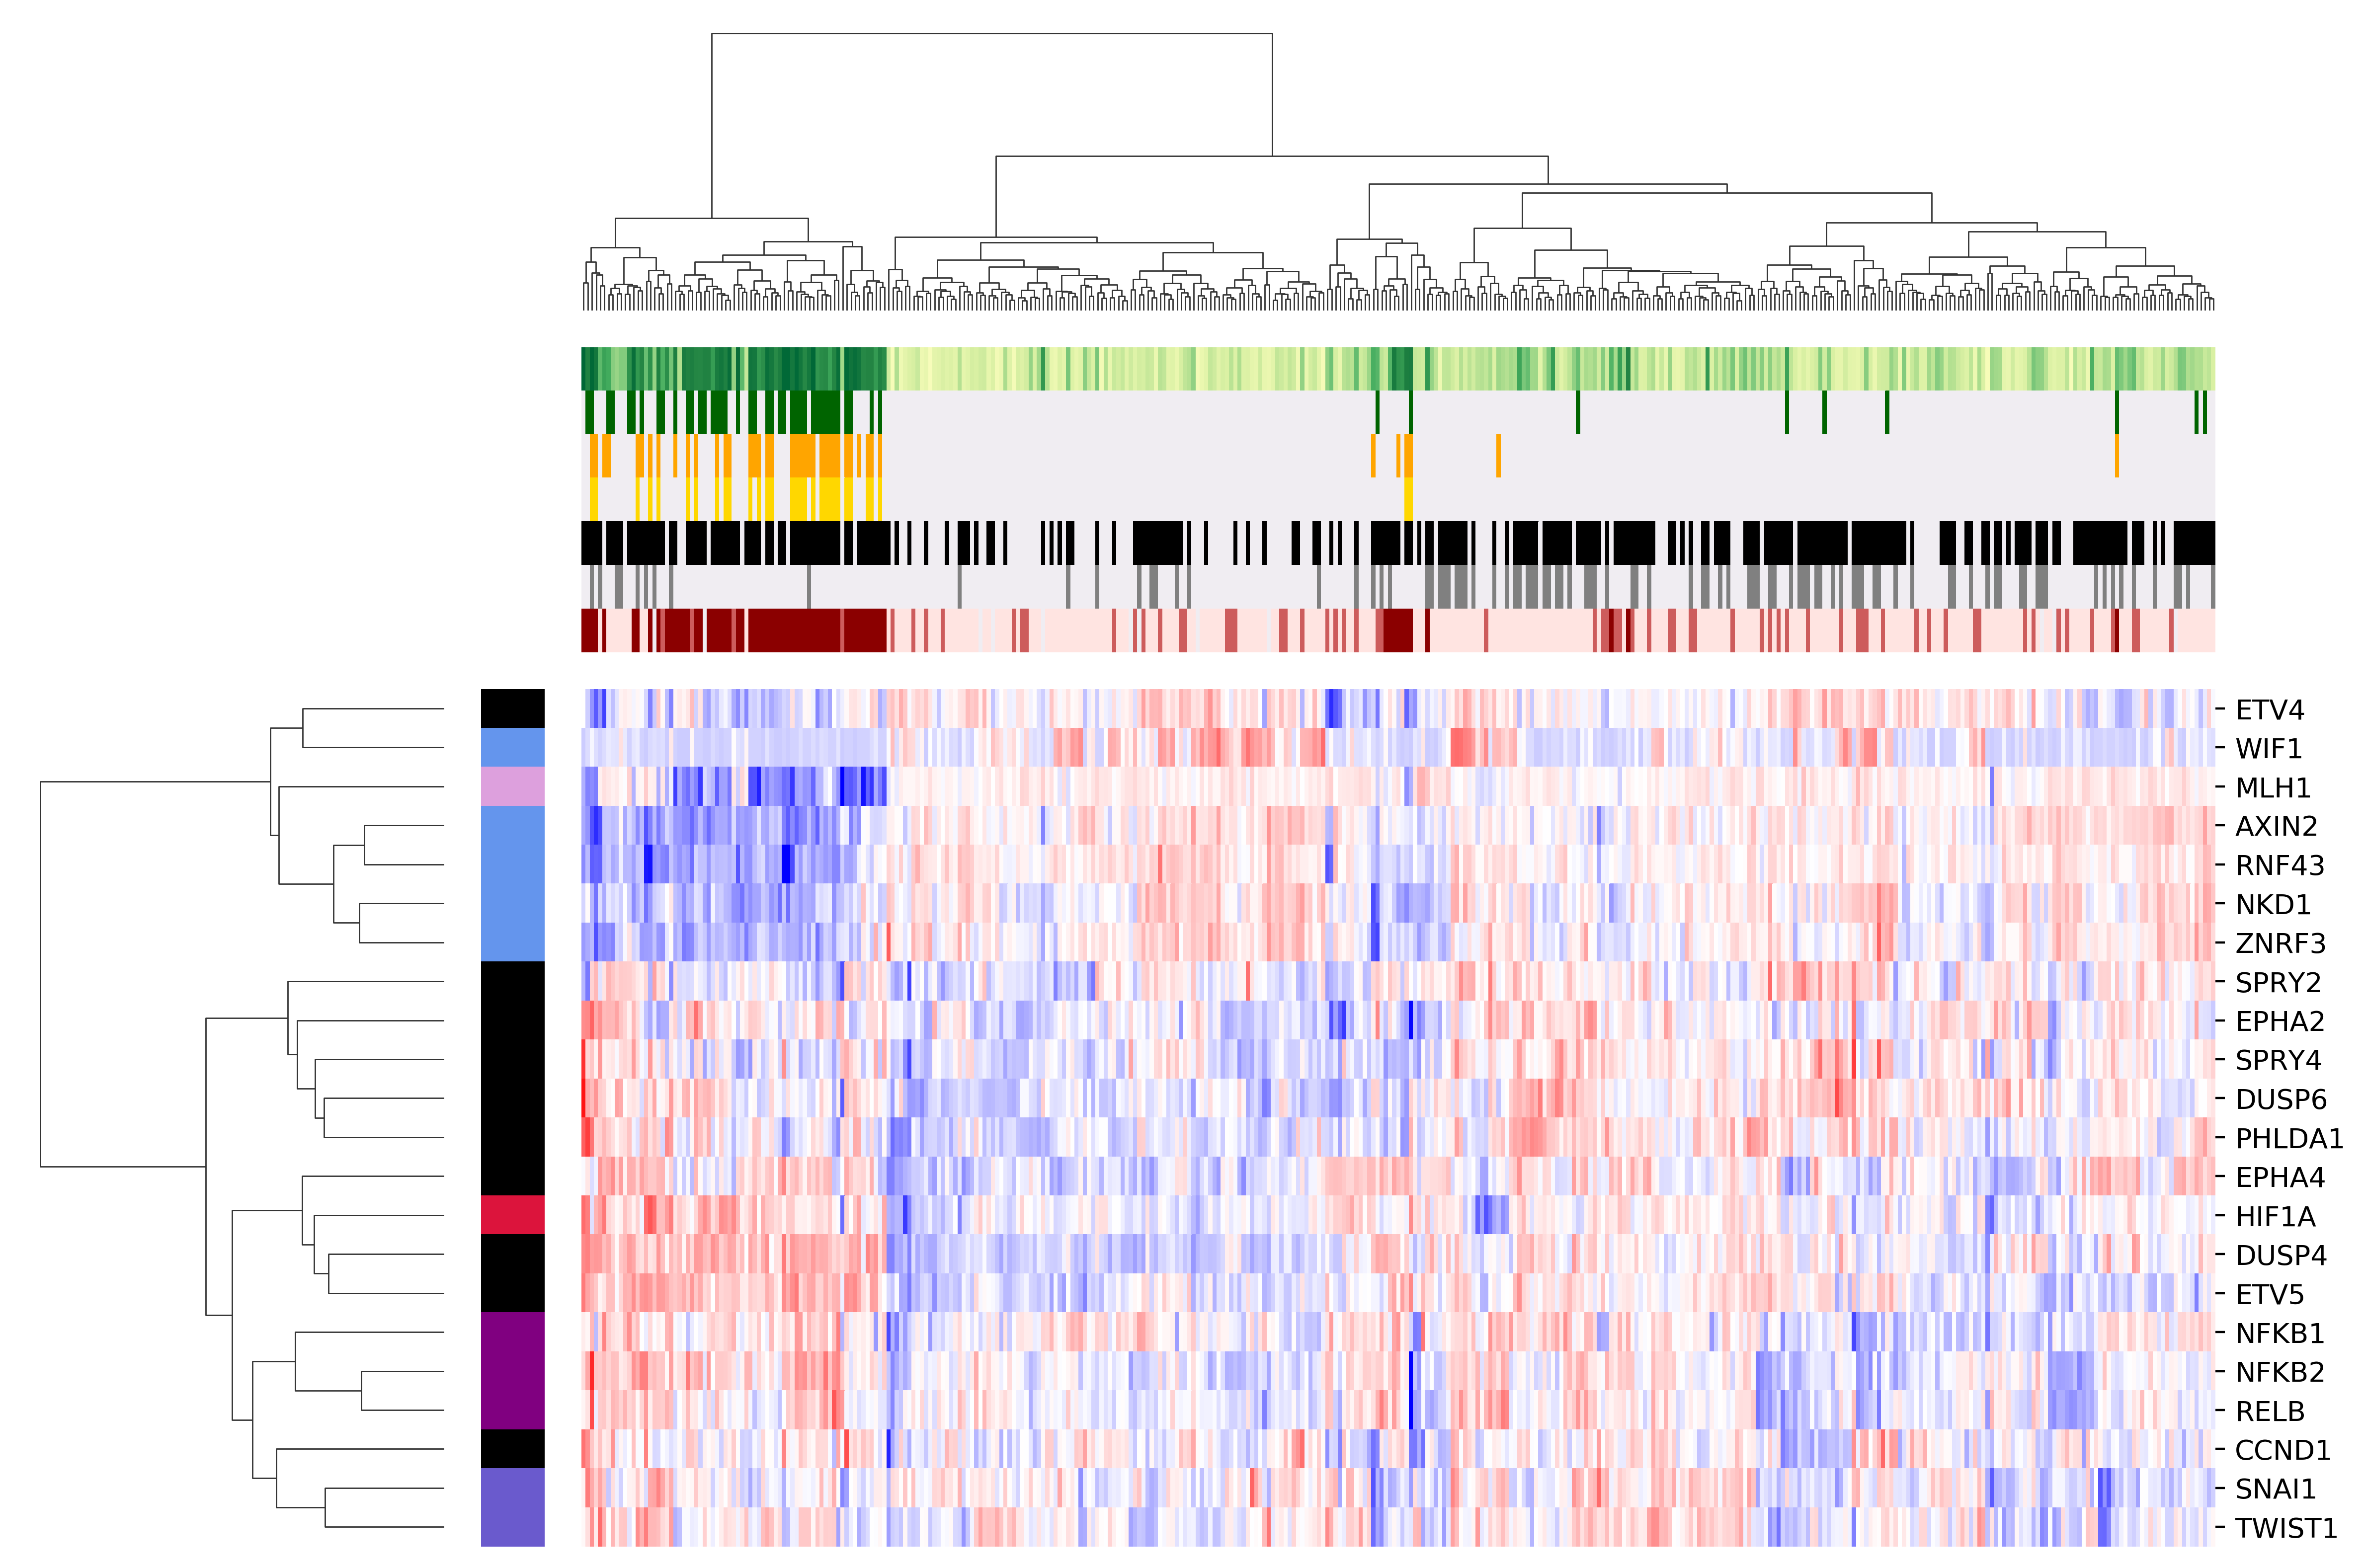 ETV4
WIF1
MLH1
AXIN2
RNF43
NKD1
ZNRF3
SPRY2
EPHA2
SPRY4
DUSP6
PHLDA1
EPHA4
HIF1A
DUSP4
ETV5
NFKB1
NFKB2
RELB
CCND1
SNAI1
TWIST1